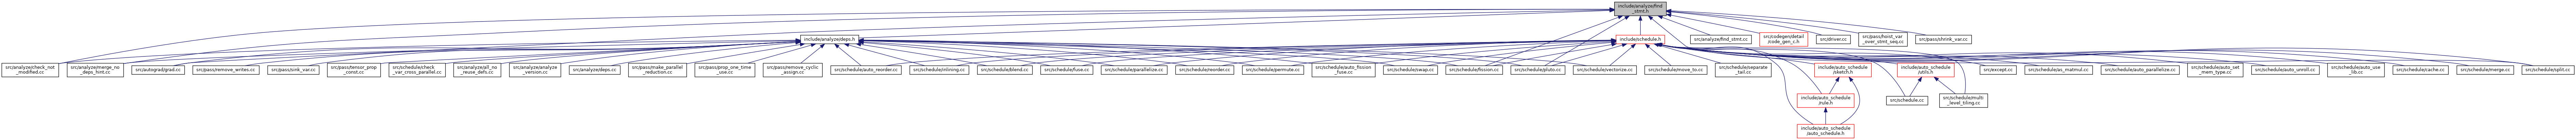 include/analyze/find
_stmt.h
include/analyze/deps.h
include/schedule.h
src/analyze/find_stmt.cc
src/codegen/detail
/code_gen_c.h
src/driver.cc
src/pass/hoist_var
_over_stmt_seq.cc
src/pass/shrink_var.cc
src/analyze/check_not
_modified.cc
src/analyze/merge_no
_deps_hint.cc
src/autograd/grad.cc
src/pass/remove_writes.cc
src/pass/sink_var.cc
src/pass/tensor_prop
_const.cc
src/schedule/check
_var_cross_parallel.cc
src/analyze/all_no
_reuse_defs.cc
src/analyze/analyze
_version.cc
src/analyze/deps.cc
src/pass/make_parallel
_reduction.cc
src/pass/prop_one_time
_use.cc
src/pass/remove_cyclic
_assign.cc
src/schedule/auto_reorder.cc
src/schedule/inlining.cc
src/schedule/blend.cc
src/schedule/fuse.cc
src/schedule/parallelize.cc
src/schedule/reorder.cc
src/schedule/permute.cc
src/schedule/auto_fission
_fuse.cc
src/schedule/swap.cc
src/schedule/fission.cc
src/schedule/pluto.cc
src/schedule/vectorize.cc
src/schedule/move_to.cc
src/schedule/separate
_tail.cc
include/auto_schedule
/sketch.h
include/auto_schedule
/utils.h
src/except.cc
src/schedule/as_matmul.cc
src/schedule/auto_parallelize.cc
src/schedule/auto_set
_mem_type.cc
src/schedule/auto_unroll.cc
src/schedule/auto_use
_lib.cc
src/schedule/cache.cc
src/schedule/merge.cc
src/schedule/split.cc
include/auto_schedule
/rule.h
src/schedule.cc
src/schedule/multi
_level_tiling.cc
include/auto_schedule
/auto_schedule.h